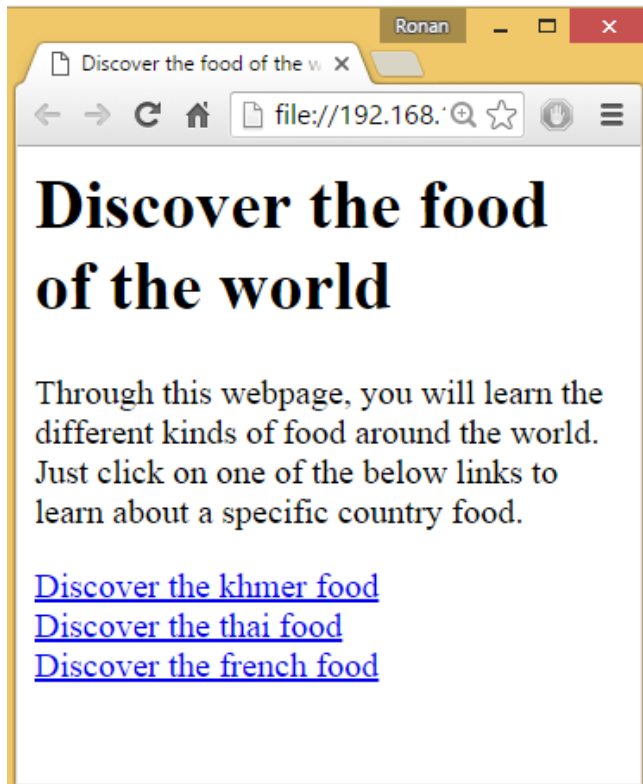 Ronan
Discover the food of the w
file://192.168.
Discover the food
of the world
Through this webpage, you will learn the
different kinds of food around the world.
Just click on one of the below links to
learn about a specific country food.
Discover the khmer food
Discover the thai food
Discover the french food